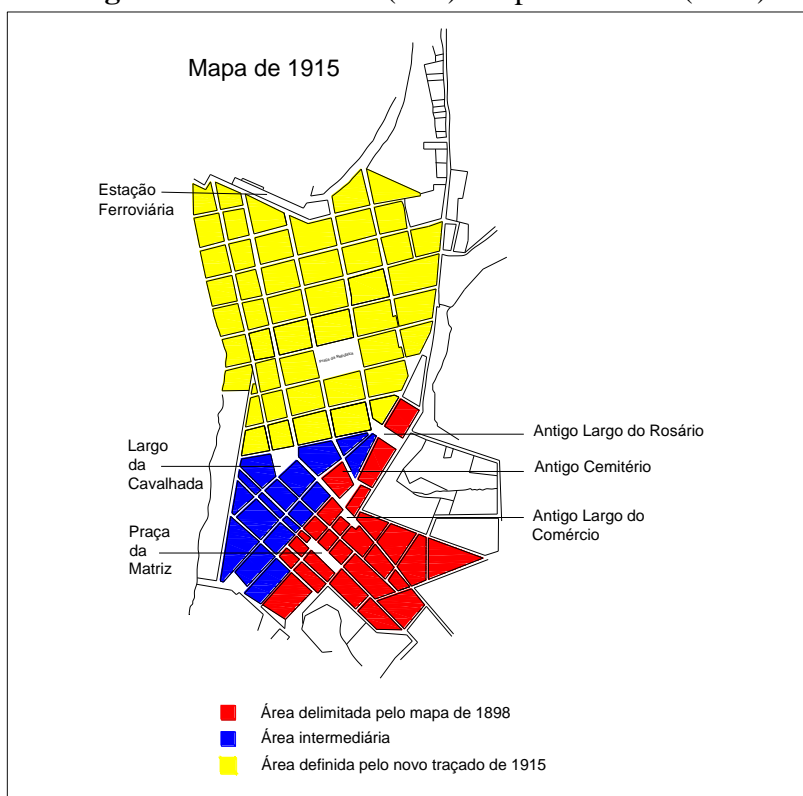 Mapa de 1915
Estação
Ferroviária
Antigo Largo do Rosário
Largo
da
Cavalhada
Antigo Cemitério
Antigo Largo do
Comércio
Praça
da
Matriz
Área delimitada pelo mapa de 1898
Área intermediária
Área definida pelo novo traçado de 1915